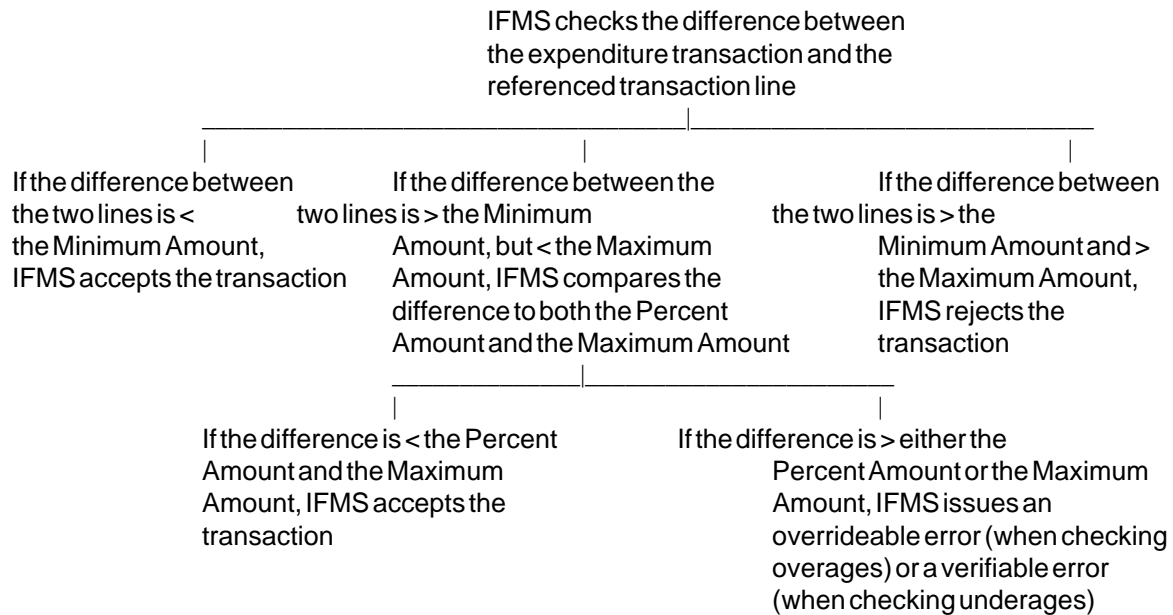 IFMS checks the difference between
the expenditure transaction and the
referenced transaction line
If the difference between
the two lines is <
the Minimum Amount,
IFMS accepts the transaction
If the difference between the
two lines is > the Minimum
Amount, but < the Maximum
Amount, IFMS compares the
difference to both the Percent
Amount and the Maximum Amount
If the difference between
the two lines is > the
Minimum Amount and >
the Maximum Amount,
IFMS rejects the
transaction
If the difference is < the Percent
Amount and the Maximum
Amount, IFMS accepts the
transaction
If the difference is > either the
Percent Amount or the Maximum
Amount, IFMS issues an
overrideable error (when checking
overages) or a verifiable error
(when checking underages)